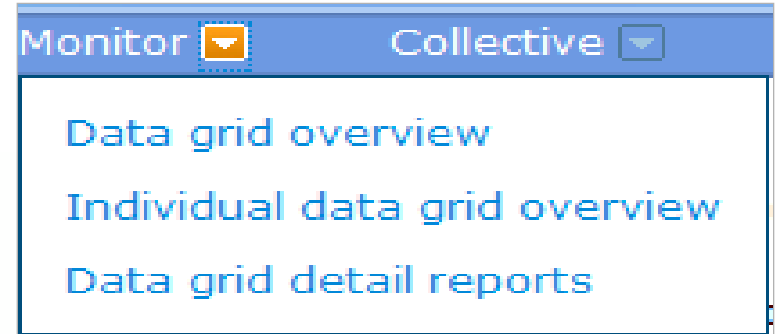 Monitor Collective
Data grid overview
Individual data grid overview
Data grid detail reports